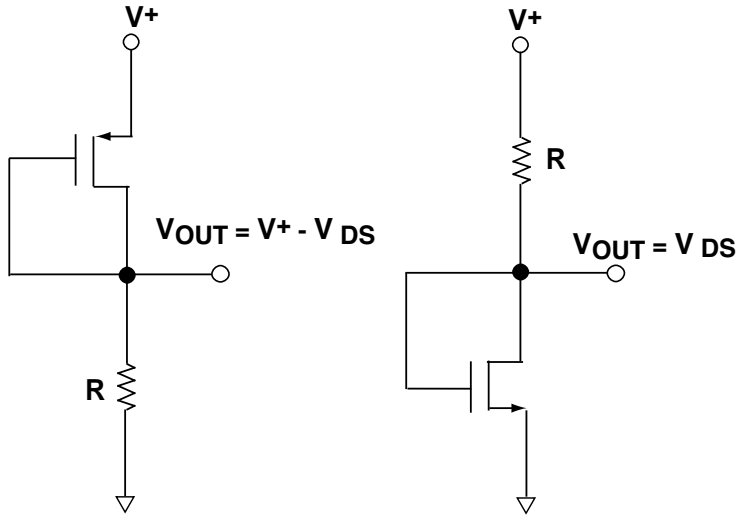 V+
VOUT = V+ - V DS
R
V+
R
VOUT = V DS